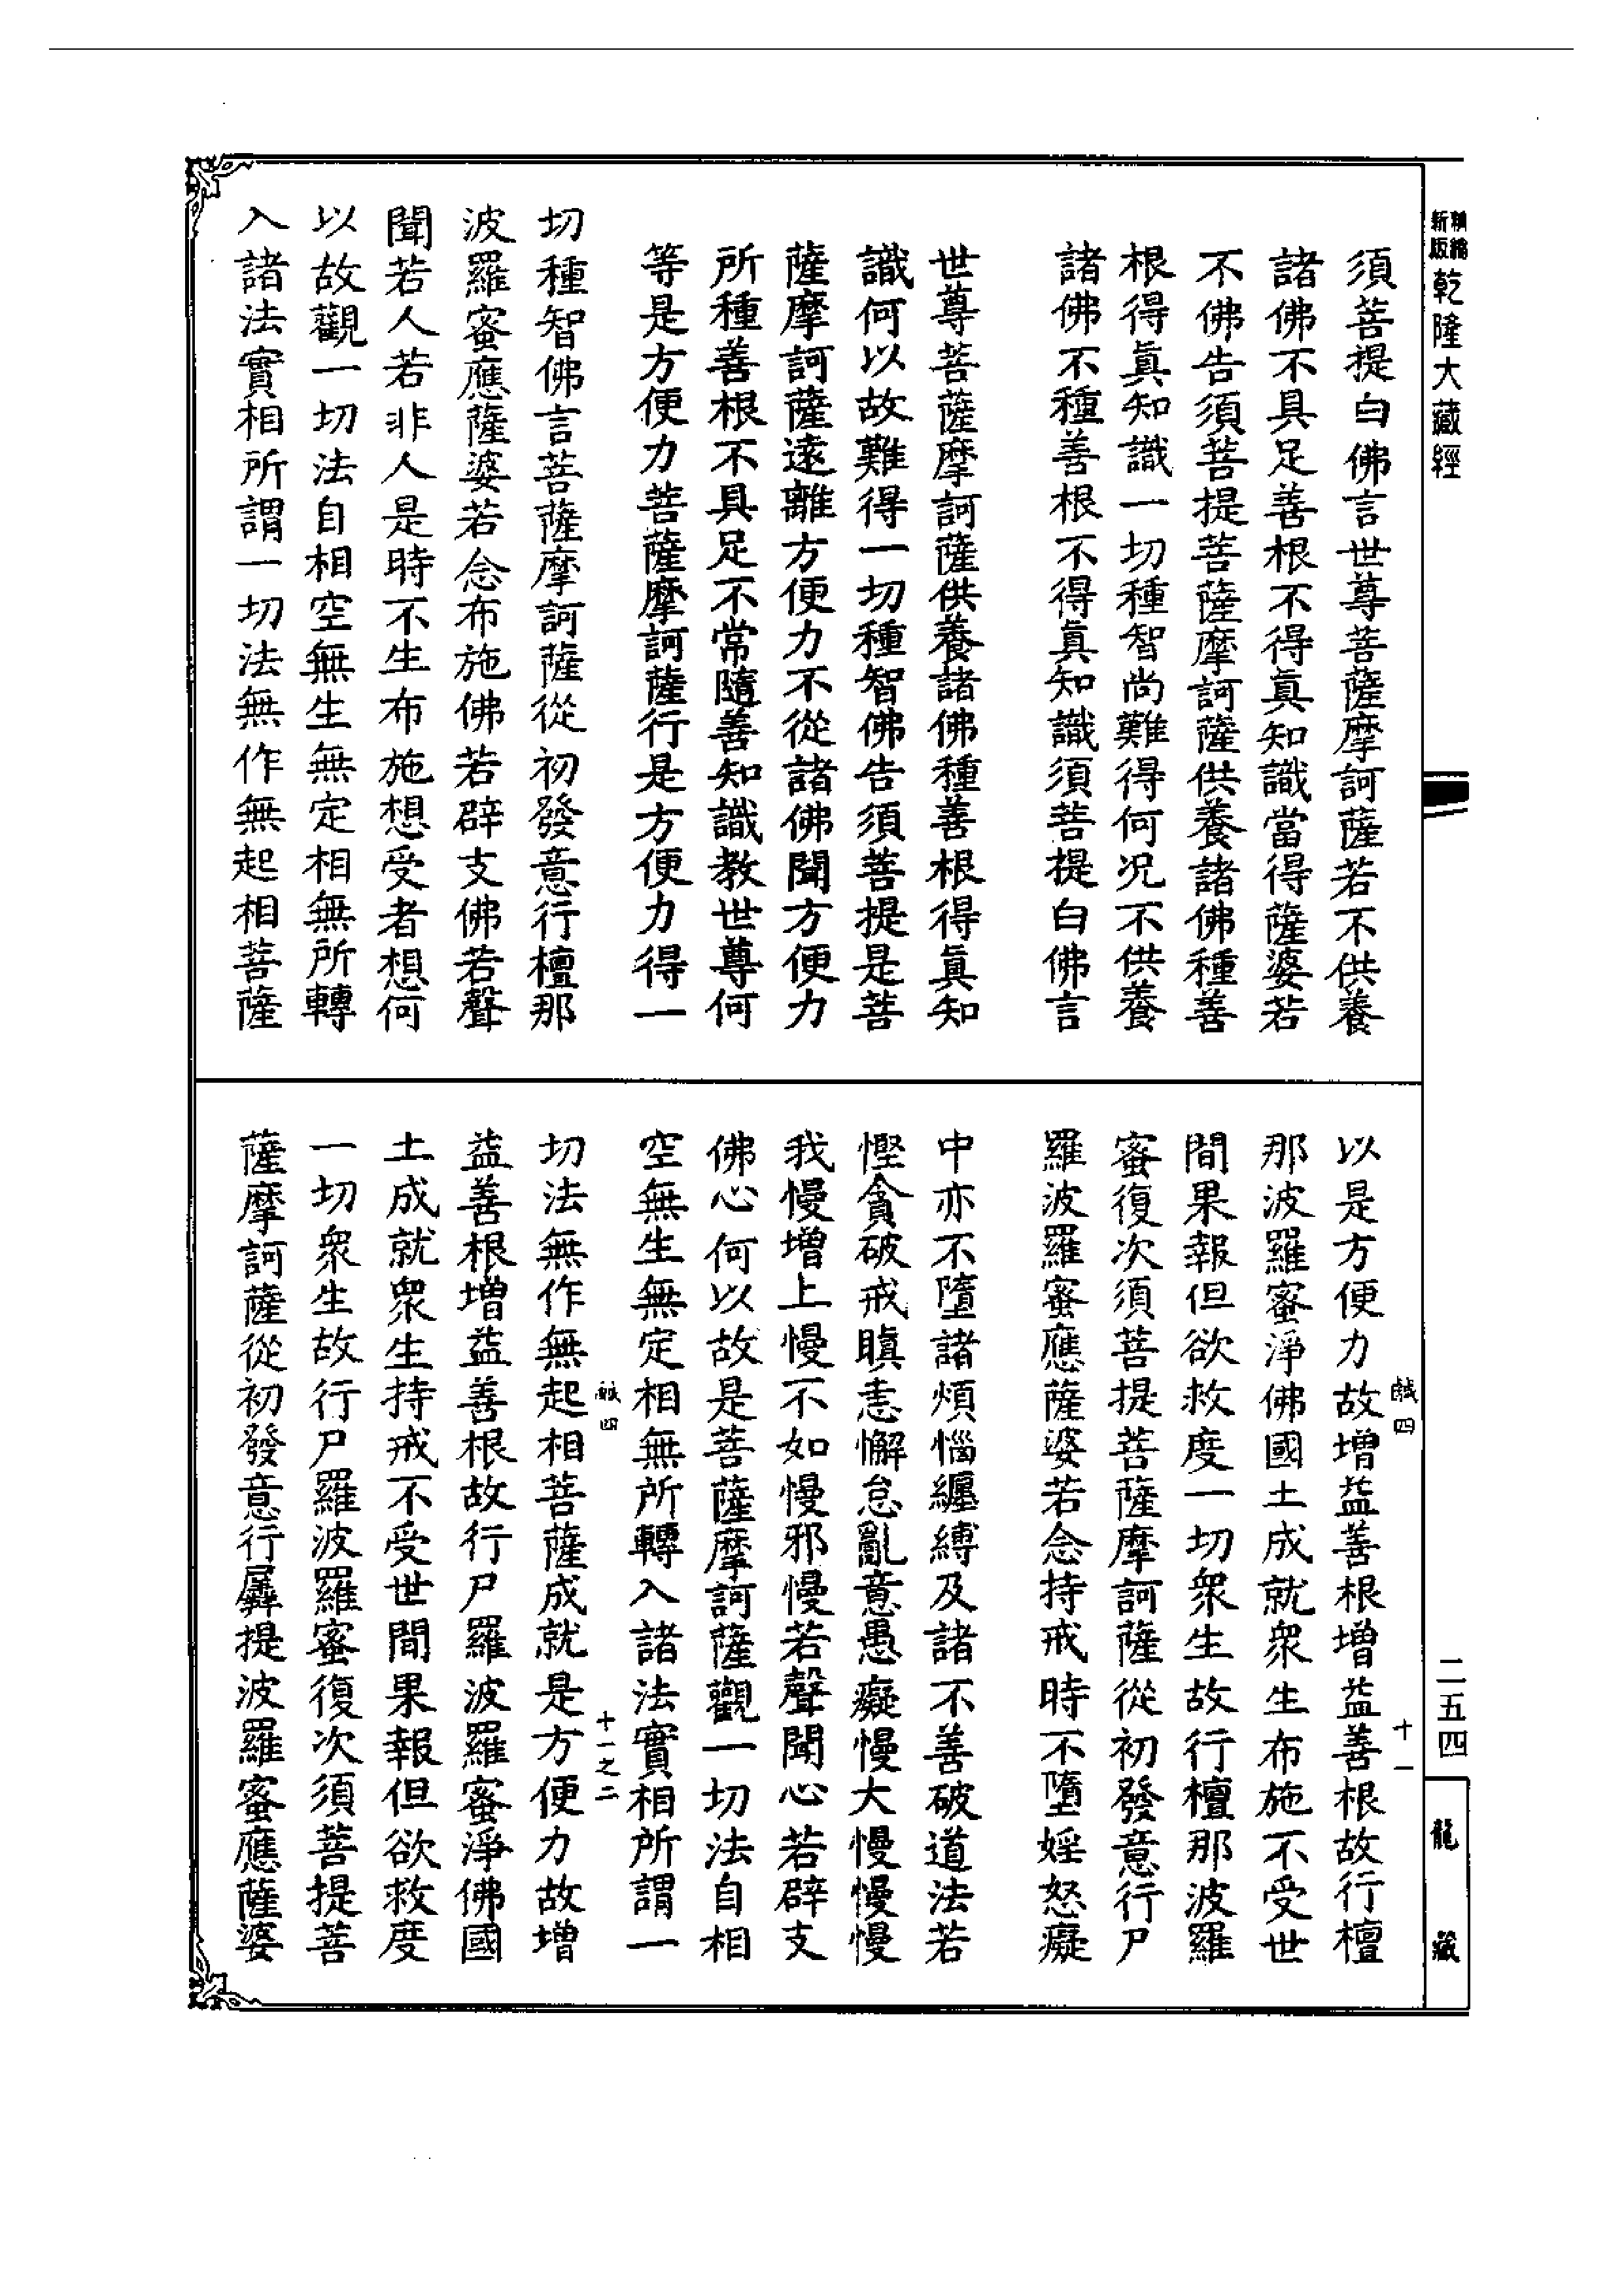 新版
精編
乾隆大藏經
二五四
龍藏
須菩提白佛言世尊菩薩摩訶薩若不供養
諸佛不具足善根不得真知識當得薩婆若
不佛告須菩提菩薩摩訶薩供養諸佛種善
根得真知識一切種智尚難得何况不供養
諸佛不種善根不得真知識須菩提白佛言
世尊菩薩摩訶薩供養諸佛種善根得真知
識何以故難得一切種智佛告須菩提是菩
薩摩訶薩遠離方便力不從諸佛聞方便力
所種善根不具足不常隨善知識教世尊何
等是方便力菩薩摩訶薩行是方便力得一
切種智佛言菩薩摩訶薩從初發意行檀那
波羅蜜應薩婆若念布施佛若辟支佛若聲
聞若人若非人是時不生布施想受者想何
以故觀一切法自相空無生無定相無所轉
入諸法實相所謂一切法無作無起相菩薩
以是方便力故增益善根增益善根故行檀
那波羅蜜淨佛國土成就眾生布施不受世
間果報但欲救度一切眾生故行檀那波羅
蜜復次須菩提菩薩摩訶薩從初發意行尸
羅波羅蜜應薩婆若念持戒時不墮婬怒癡
中亦不墮諸煩惱纏縛及諸不善破道法若
慳貪破戒瞋恚懈怠亂意愚癡慢大慢慢慢
我慢增上慢不如慢邪慢若聲聞心若辟支
佛心何以故是菩薩摩訶薩觀一切法自相
空無生無定相無所轉入諸法實相所謂一
切法無作無起相菩薩成就是方便力故增
益善根增益善根故行尸羅波羅蜜淨佛國
土成就眾生持戒不受世間果報但欲救度
一切眾生故行尸羅波羅蜜復次須菩提菩
薩摩訶薩從初發意行羼提波羅蜜應薩婆
鹹四
十一
鹹四
十一之二